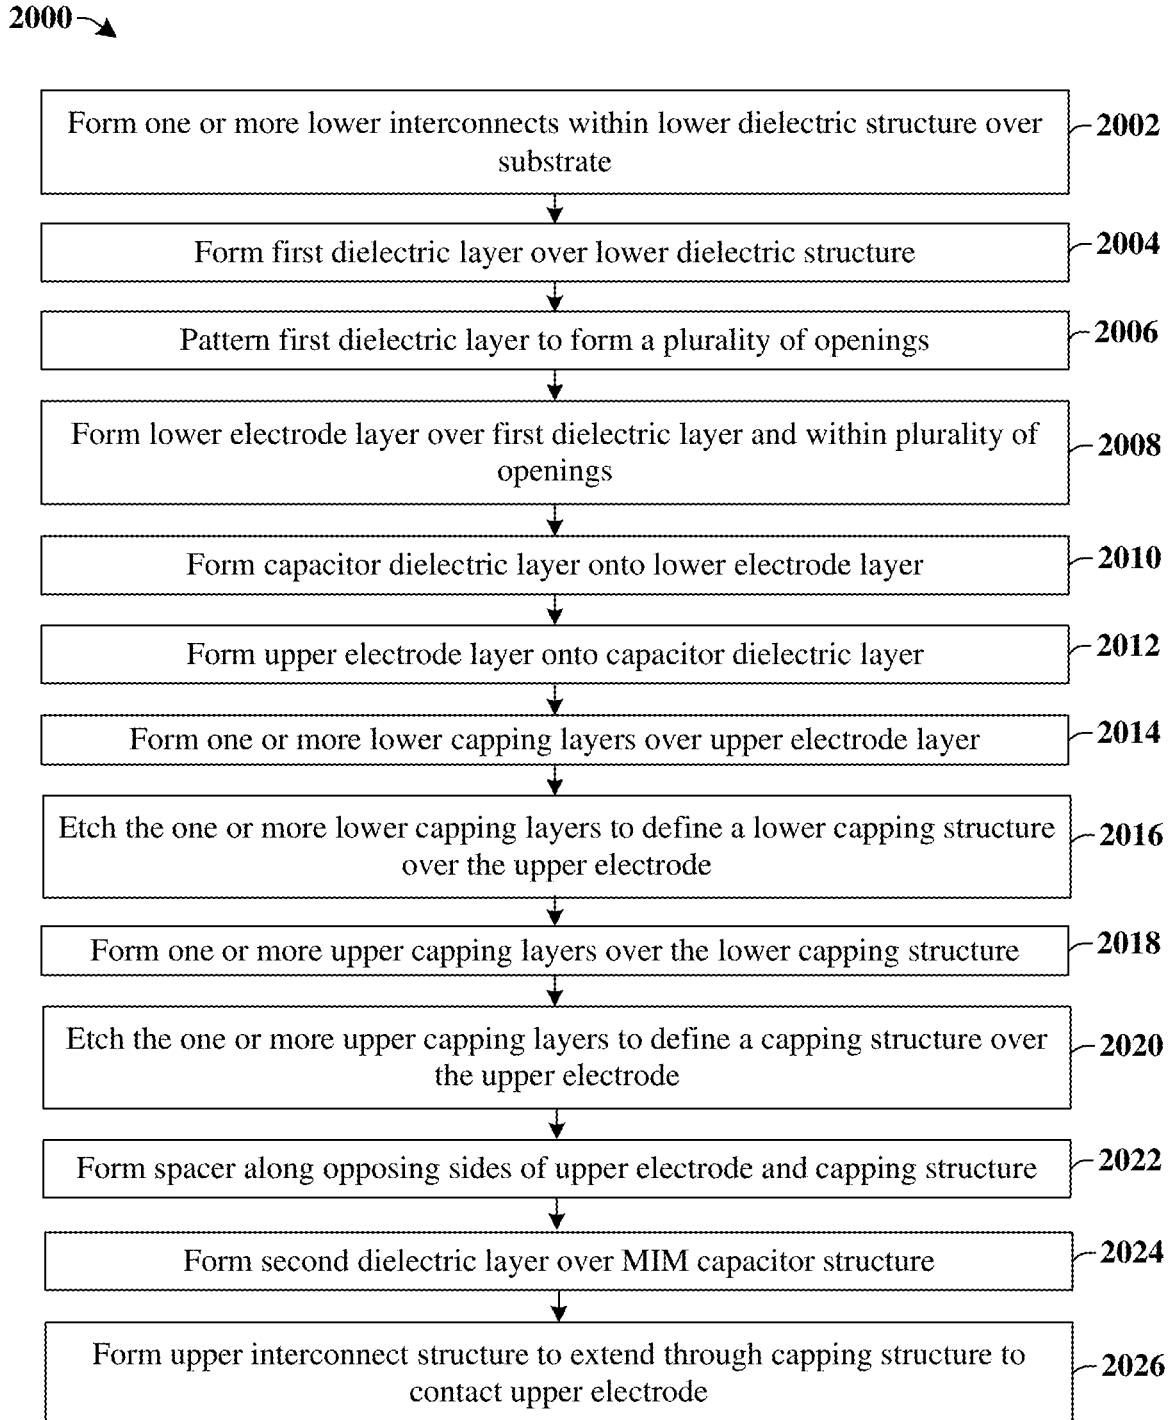 2000
Form one or more lower interconnects within lower dielectric structure over
substrate
2002
Form first dielectric layer over lower dielectric structure
2004
Pattern first dielectric layer to form a plurality of openings
2006
Form lower electrode layer over first dielectric layer and within plurality of
openings
2008
Form capacitor dielectric layer onto lower electrode layer
2010
Form upper electrode layer onto capacitor dielectric layer
2012
Form one or more lower capping layers over upper electrode layer
2014
Etch the one or more lower capping layers to define a lower capping structure
over the upper electrode
2016
Form one or more upper capping layers over the lower capping structure
2018
Etch the one or more upper capping layers to define a capping structure over
the upper electrode
2020
Form spacer along opposing sides of upper electrode and capping structure
2022
Form second dielectric layer over MIM capacitor structure
2024
Form upper interconnect structure to extend through capping structure to
contact upper electrode
2026